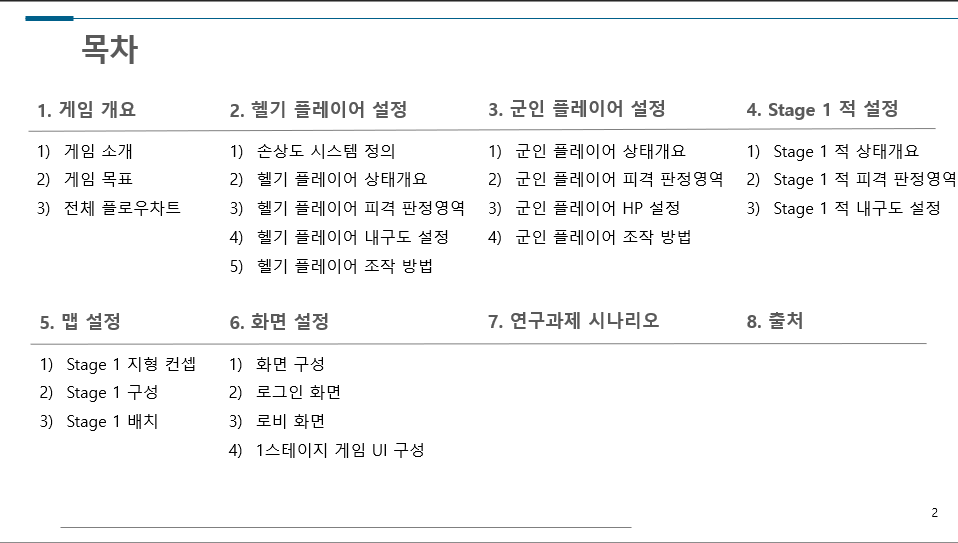 목차
1. 게임 개요
1) 게임 소개
2) 게임 목표
3) 전체 플로우차트
2. 헬기 플레이어 설정
1) 손상도 시스템 정의
2) 헬기 플레이어 상태개요
3) 헬기 플레이어 피격 판정영역
4) 헬기 플레이어 내구도 설정
5) 헬기 플레이어 조작 방법
3. 군인 플레이어 설정
1) 군인 플레이어 상태개요
2) 군인 플레이어 피격 판정영역
3) 군인 플레이어 HP 설정
4) 군인 플레이어 조작 방법
4. Stage 1 적 설정
1) Stage 1 적 상태개요
2) Stage 1 적 피격 판정영역
3) Stage 1 적 내구도 설정
5. 맵 설정
1) Stage 1 지형 컨셉
2) Stage 1 구성
3) Stage 1 배치
6. 화면 설정
1) 화면 구성
2) 로그인 화면
3) 로비 화면
4) 1스테이지 게임 UI 구성
7. 연구과제 시나리오
8. 출처
2